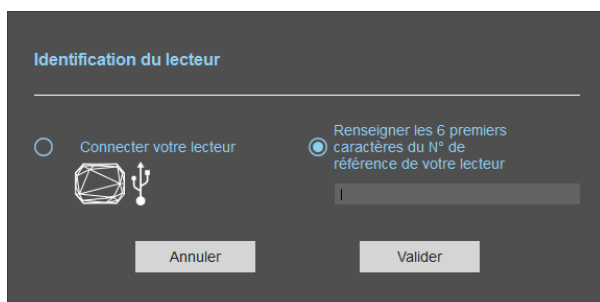 Identification du lecteur
Connecter votre lecteur
Renseigner les 6 premiers
caractères du N° de
référence de votre lecteur
Annuler
Valider